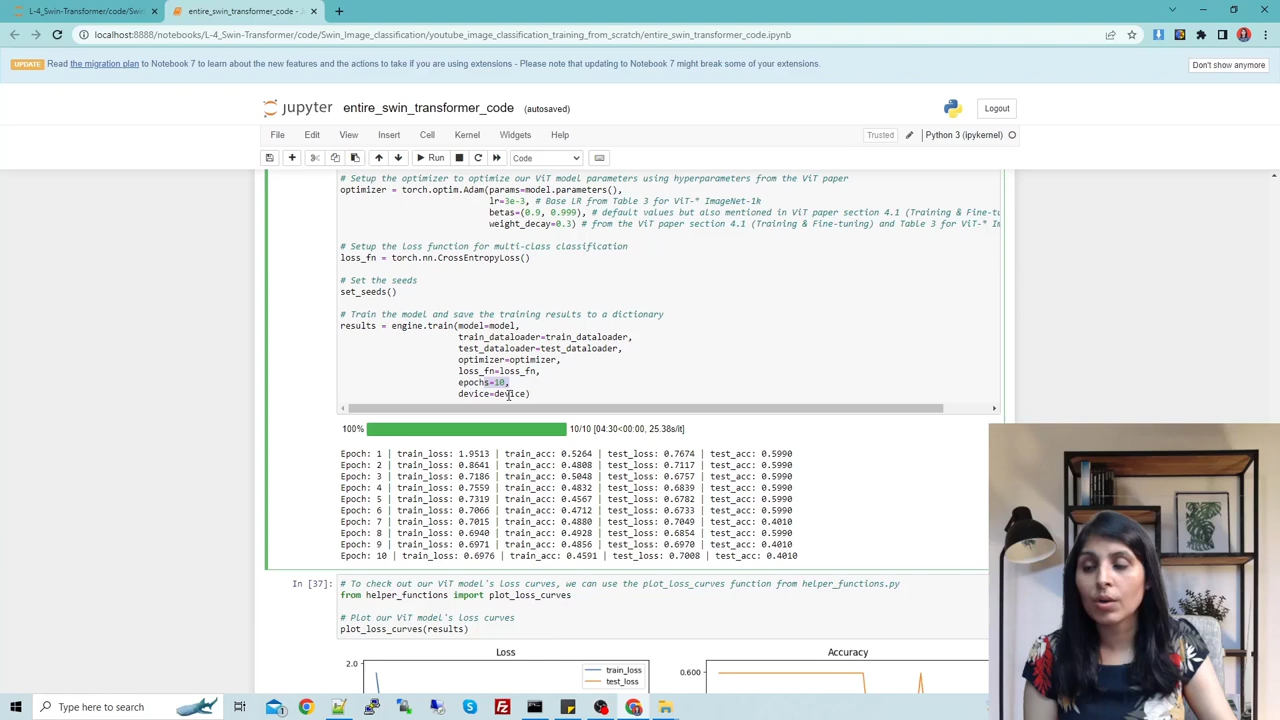 L-4_Swin-Transformer/code/Swin
entire_swin_transformer_code - J
localhost:8888/notebooks/L-4_Swin-Transformer/code/Swin_Image_classification/youtube_image_classification_training_from_scratch/entire_swin_transformer_code.ipynb
UPDATE Read the migration plan to Notebook 7 to learn about the new features and the actions to take if you are using extensions - Please note that updating to Notebook 7 might break some of your extensions.
Don't show anymore
jupyter entire_swin_transformer_code (autosaved)
Logout
File Edit View Insert Cell Kernel Widgets Help
Trusted Python 3 (ipykernel)
Run Code
# Setup the optimizer to optimize our ViT model parameters using hyperparameters from the ViT paper
optimizer = torch.optim.Adam(params=model.parameters(),
lr=3e-3, # Base LR from Table 3 for ViT-* ImageNet-1k
betas=(0.9, 0.999), # default values but also mentioned in ViT paper section 4.1 (Training & Fine-tu
weight_decay=0.3) # from the ViT paper section 4.1 (Training & Fine-tuning) and Table 3 for ViT-* Im
# Setup the loss function for multi-class classification
loss_fn = torch.nn.CrossEntropyLoss()
# Set the seeds
set_seeds()
# Train the model and save the training results to a dictionary
results = engine.train(model=model,
train_dataloader=train_dataloader,
test_dataloader=test_dataloader,
optimizer=optimizer,
loss_fn=loss_fn,
epochs=10,
device=device)
100% 10/10 [04:30<00:00, 25.38s/it]
Epoch: 1 | train_loss: 1.9513 | train_acc: 0.5264 | test_loss: 0.7674 | test_acc: 0.5990
Epoch: 2 | train_loss: 0.8641 | train_acc: 0.4808 | test_loss: 0.7117 | test_acc: 0.5990
Epoch: 3 | train_loss: 0.7186 | train_acc: 0.5048 | test_loss: 0.6757 | test_acc: 0.5990
Epoch: 4 | train_loss: 0.7559 | train_acc: 0.4832 | test_loss: 0.6839 | test_acc: 0.5990
Epoch: 5 | train_loss: 0.7319 | train_acc: 0.4567 | test_loss: 0.6782 | test_acc: 0.5990
Epoch: 6 | train_loss: 0.7066 | train_acc: 0.4712 | test_loss: 0.6733 | test_acc: 0.5990
Epoch: 7 | train_loss: 0.7015 | train_acc: 0.4880 | test_loss: 0.7049 | test_acc: 0.4010
Epoch: 8 | train_loss: 0.6940 | train_acc: 0.4928 | test_loss: 0.6854 | test_acc: 0.5990
Epoch: 9 | train_loss: 0.6971 | train_acc: 0.4856 | test_loss: 0.6970 | test_acc: 0.4010
Epoch: 10 | train_loss: 0.6976 | train_acc: 0.4591 | test_loss: 0.7008 | test_acc: 0.4010
In [37]: # To check out our ViT model's loss curves, we can use the plot_loss_curves function from helper_functions.py
from helper_functions import plot_loss_curves
# Plot our ViT model's loss curves
plot_loss_curves(results)
Loss
Accuracy
2.0
train_loss
test_loss
0.600
Type here to search